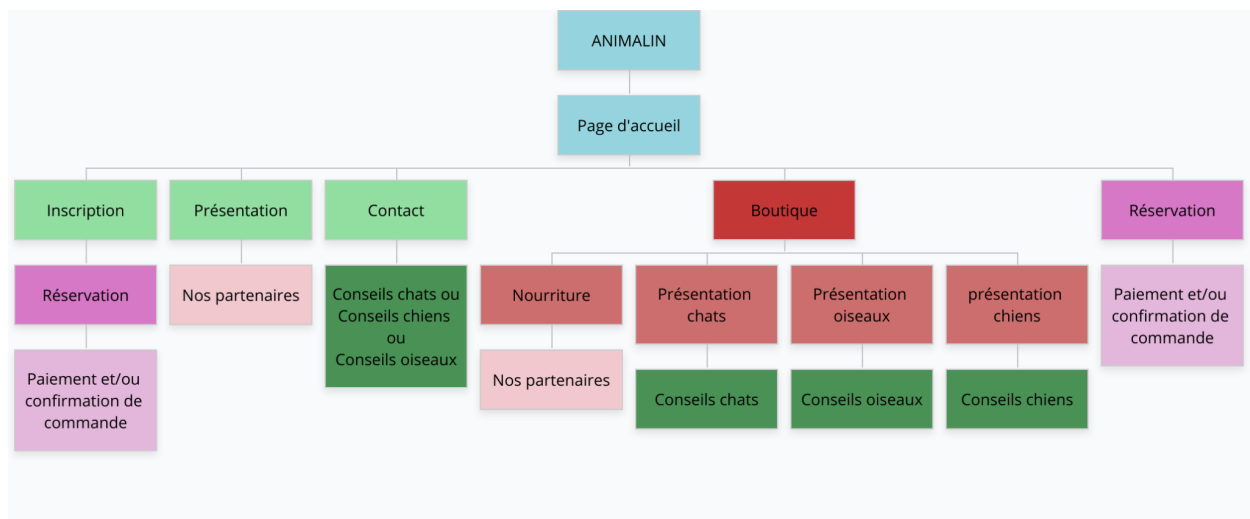 ANIMALIN
Page d'accueil
Inscription
Présentation
Contact
Boutique
Réservation
Réservation
Nos partenaires
Conseils chats ou
Conseils chiens
ou
Conseils oiseaux
Nourriture
Présentation
chats
Présentation
oiseaux
présentation
chiens
Paiement et/ou
confirmation de
commande
Paiement et/ou
confirmation de
commande
Nos partenaires
Conseils chats
Conseils oiseaux
Conseils chiens